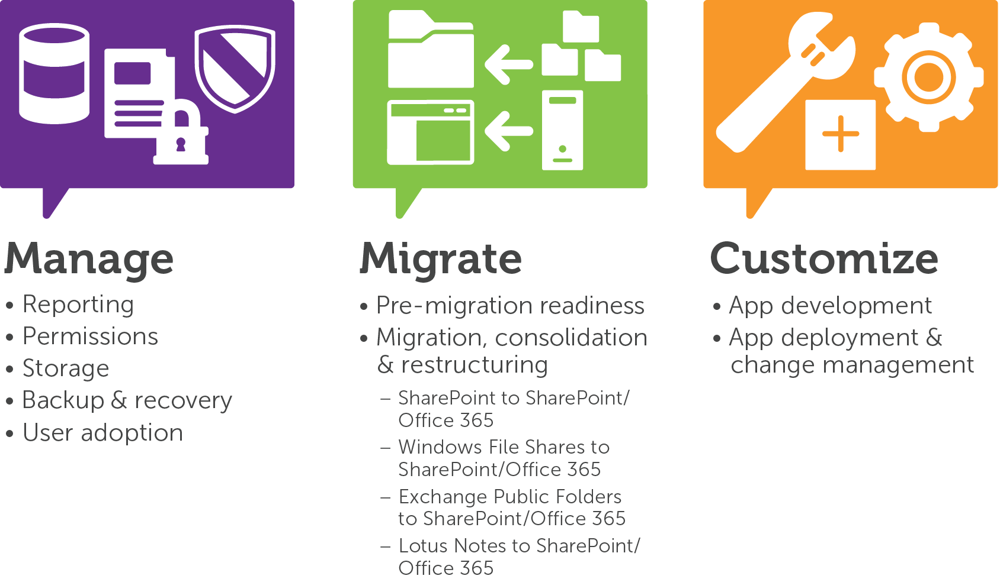 Manage
• Reporting
• Permissions
• Storage
• Backup & recovery
• User adoption
Migrate
• Pre-migration readiness
• Migration, consolidation
& restructuring
– SharePoint to SharePoint/
Office 365
– Windows File Shares to
SharePoint/Office 365
– Exchange Public Folders
to SharePoint/Office 365
– Lotus Notes to SharePoint/
Office 365
Customize
• App development
• App deployment &
change management